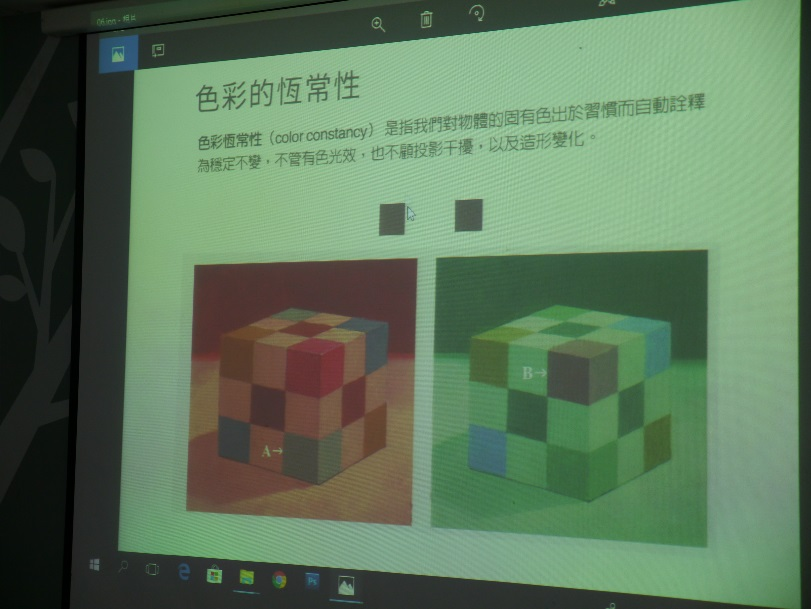 色彩的恆常性
色彩恆常性（color constancy） 是指我們對物體的固有色出於習慣而自動詮釋
為穩定不變，不管有色光效，也不顧投影干擾，以及造形變化。
B→
A→